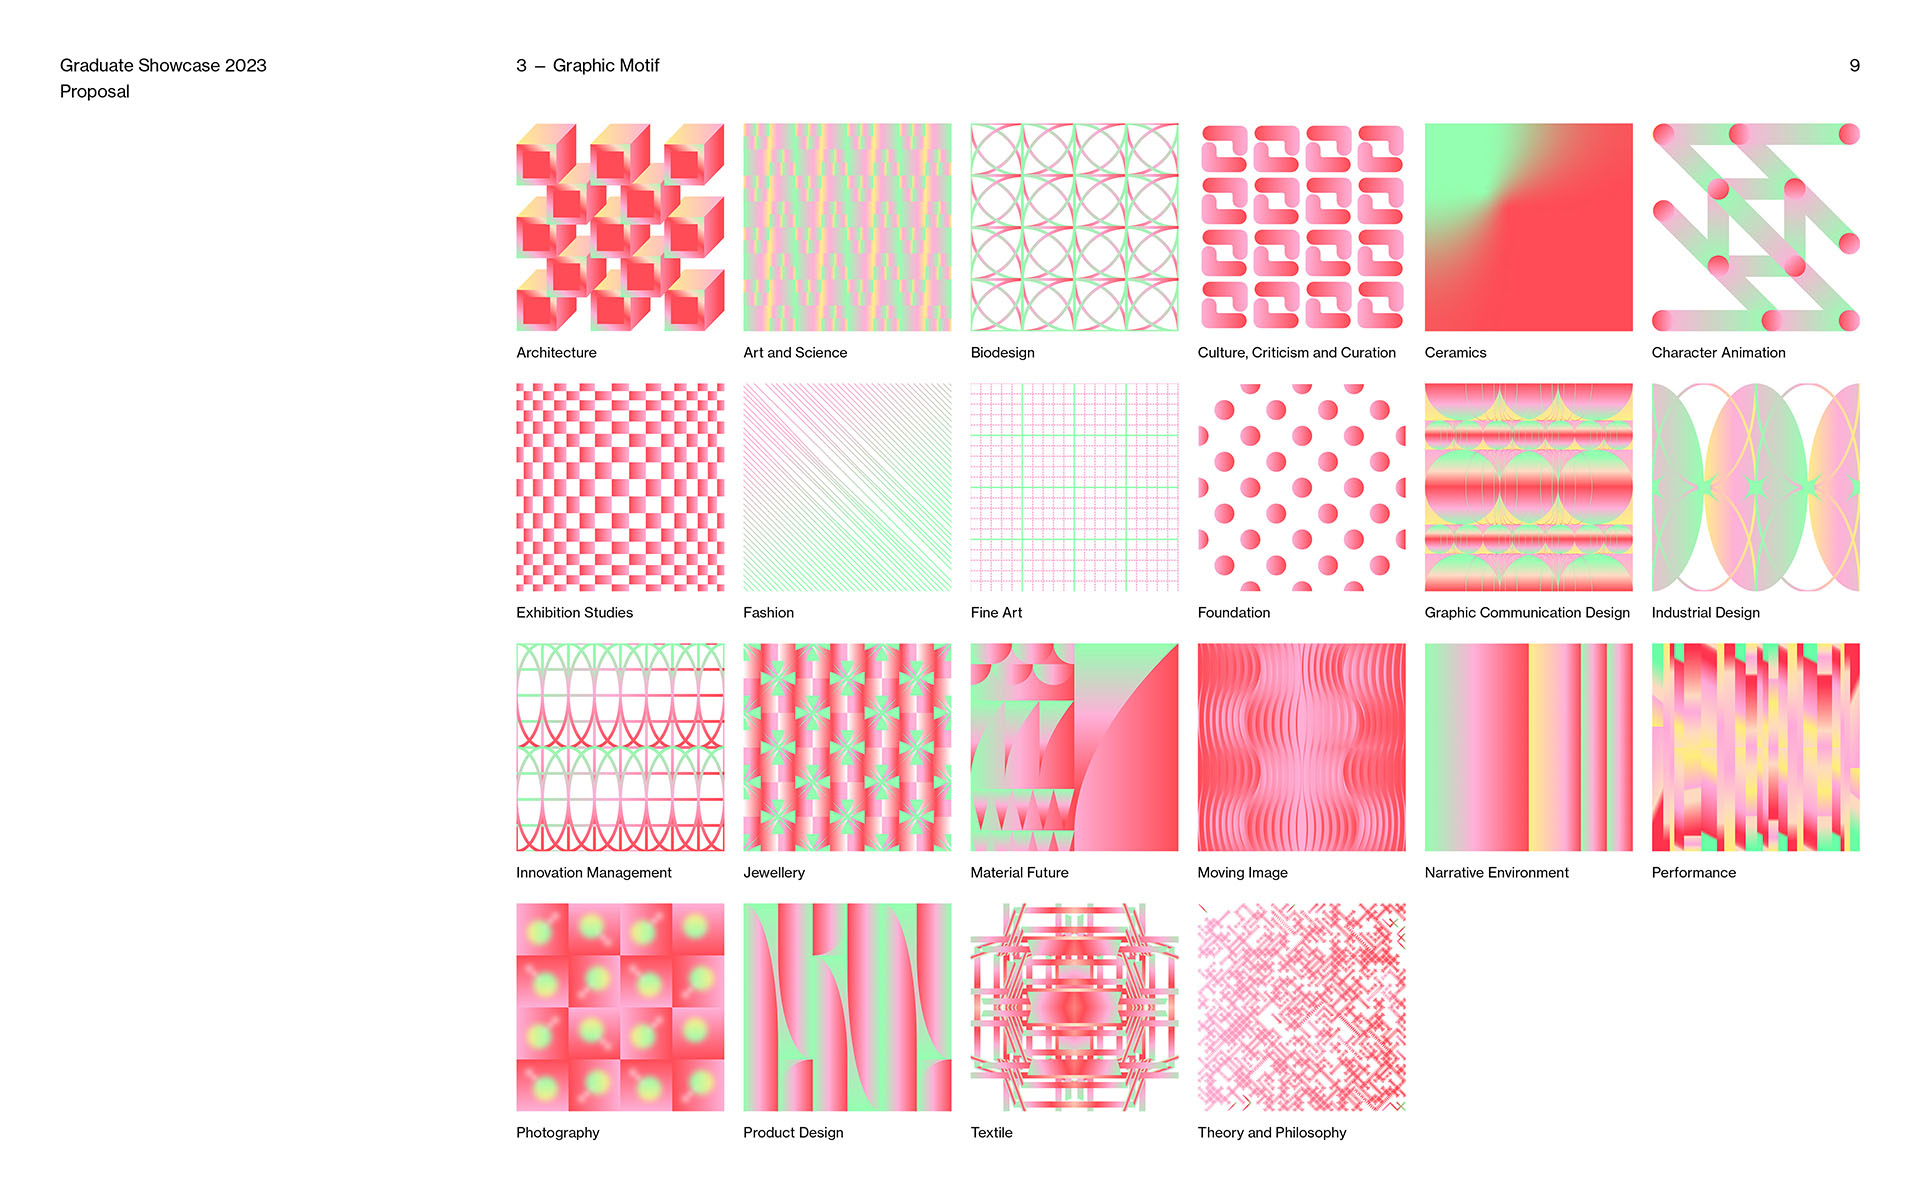 Graduate Showcase 2023
Proposal
3 — Graphic Motif
9
Architecture
Art and Science
Biodesign
Culture, Criticism and Curation
Ceramics
Character Animation
Exhibition Studies
Fashion
Fine Art
Foundation
Graphic Communication Design
Industrial Design
Innovation Management
Jewellery
Material Future
Moving Image
Narrative Environment
Performance
Photography
Product Design
Textile
Theory and Philosophy